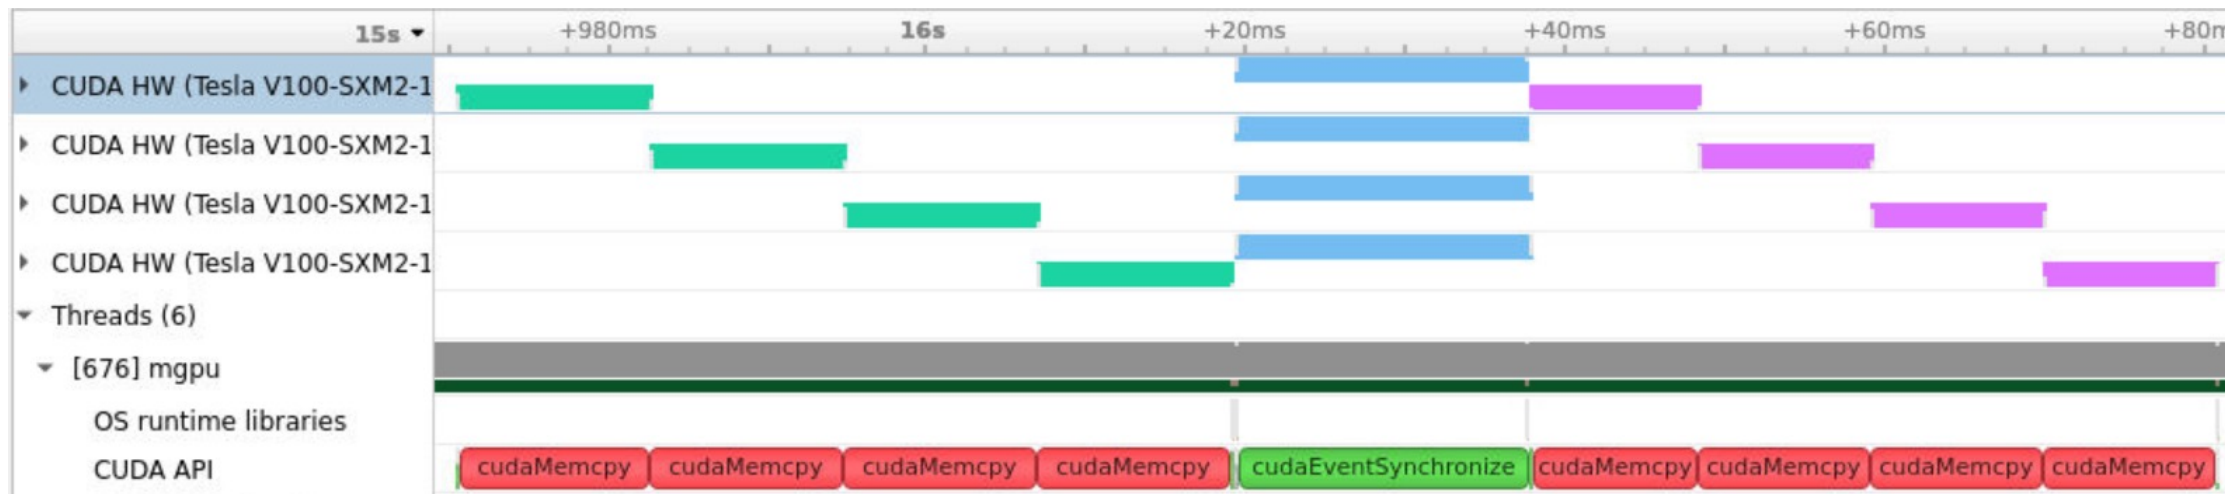 15s +980ms 16s +20ms +40ms +60ms +80m
CUDA HW (Tesla V100-SXM2-1
CUDA HW (Tesla V100-SXM2-1
CUDA HW (Tesla V100-SXM2-1
CUDA HW (Tesla V100-SXM2-1
Threads (6)
[676] mgpu
OS runtime libraries
CUDA API cudaMemcpy cudaMemcpy cudaMemcpy cudaMemcpy cudaEventSynchronize cudaMemcpy cudaMemcpy cudaMemcpy cudaMemcpy